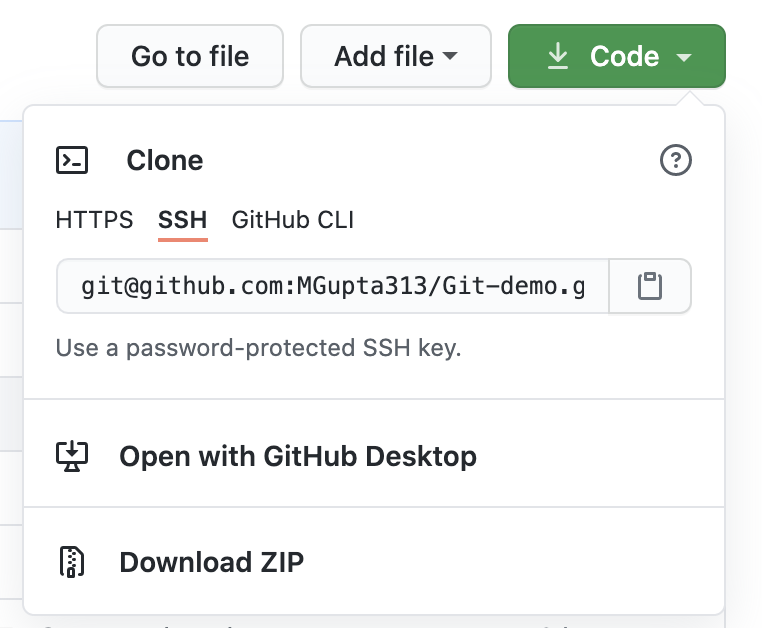 Go to file Add file Code
Clone
HTTPS SSH GitHub CLI
git@github.com:MGupta313/Git-demo.g
Use a password-protected SSH key.
Open with GitHub Desktop
Download ZIP